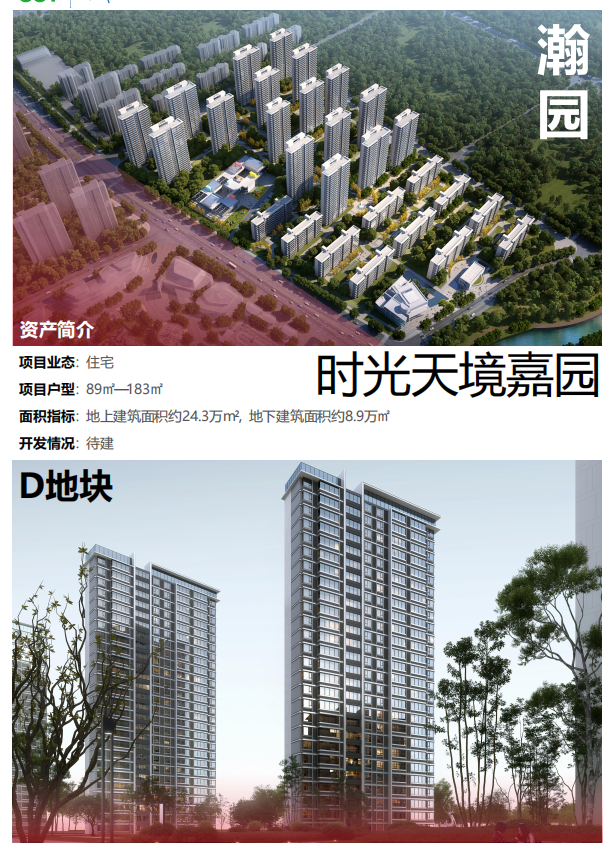 瀚
园
资产简介
项目业态：住宅
时光天境嘉园
项目户型：89㎡—183㎡
面积指标：地上建筑面积约24.3万㎡，地下建筑面积约8.9万㎡
开发情况：待建
D地块